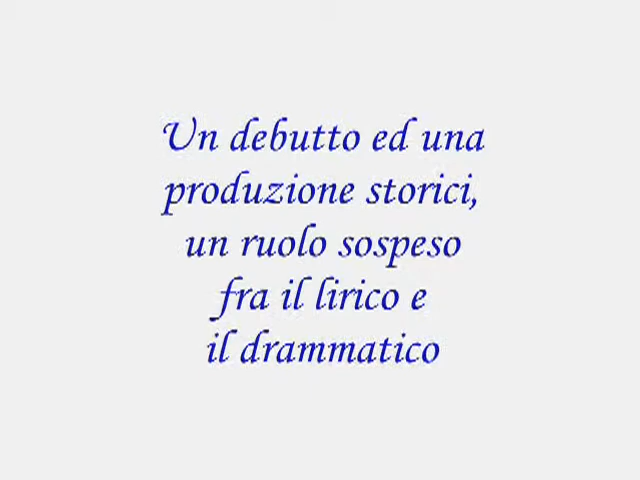 Un debutto ed una
produzione storici,
un ruolo sospeso
fra il lirico e
il drammatico